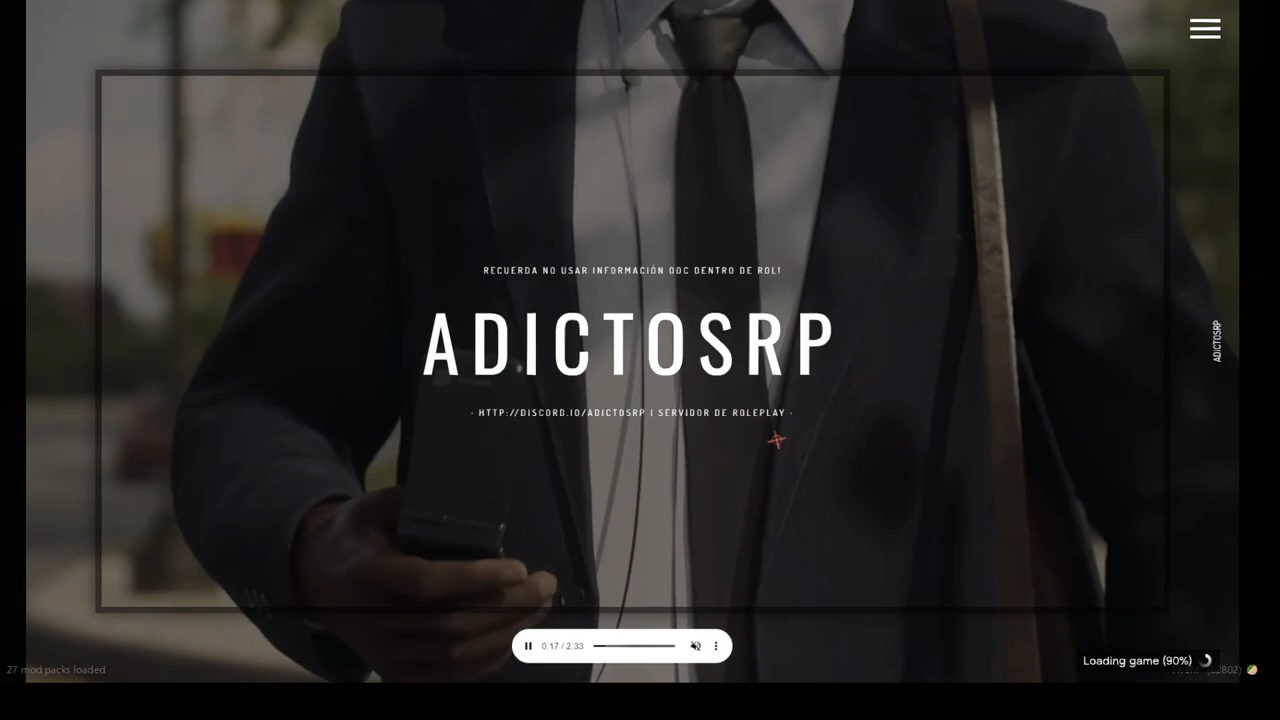 RECUERDA NO USAR INFORMACIÓN OOC DENTRO DE ROL!
ADICTOSRP
· HTTP://DISCORD.IO/ADICTOSRP | SERVIDOR DE ROLEPLAY ·
ADICTOSRP
0:17 / 2:33
27 mod packs loaded
Loading game (90%)